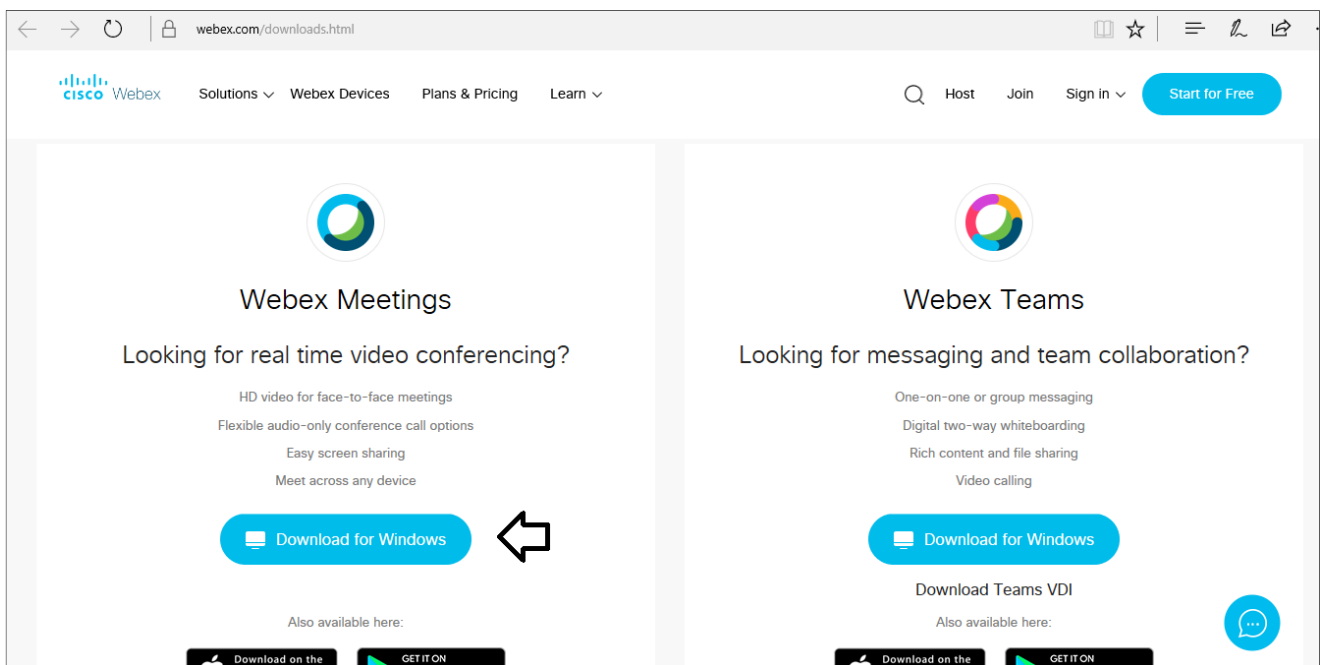 webex.com/downloads.html
cisco Webex Solutions Webex Devices Plans & Pricing Learn Host Join Sign in Start for Free
Webex Meetings
Looking for real time video conferencing?
HD video for face-to-face meetings
Flexible audio-only conference call options
Easy screen sharing
Meet across any device
Download for Windows
Also available here:
Download on the
GET IT ON
Webex Teams
Looking for messaging and team collaboration?
One-on-one or group messaging
Digital two-way whiteboarding
Rich content and file sharing
Video calling
Download for Windows
Download Teams VDI
Also available here:
Download on the
GET IT ON